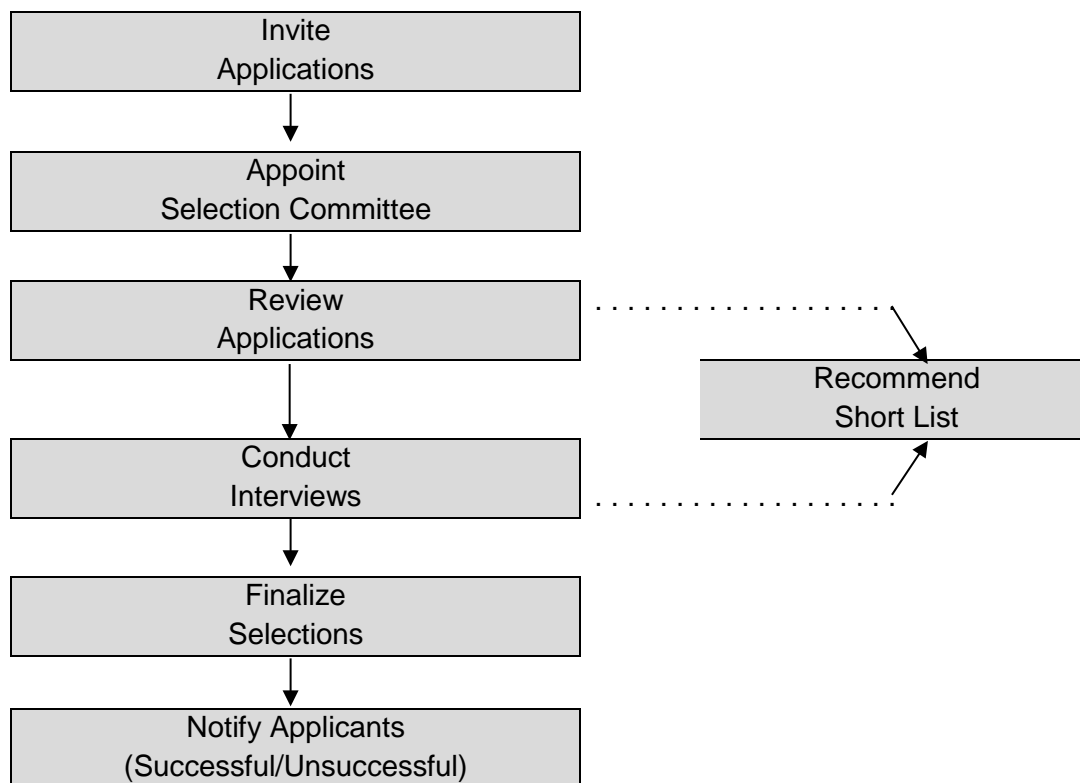 Invite
Applications
Appoint
Selection Committee
Review
Applications
Recommend
Short List
Conduct
Interviews
Finalize
Selections
Notify Applicants
(Successful/Unsuccessful)